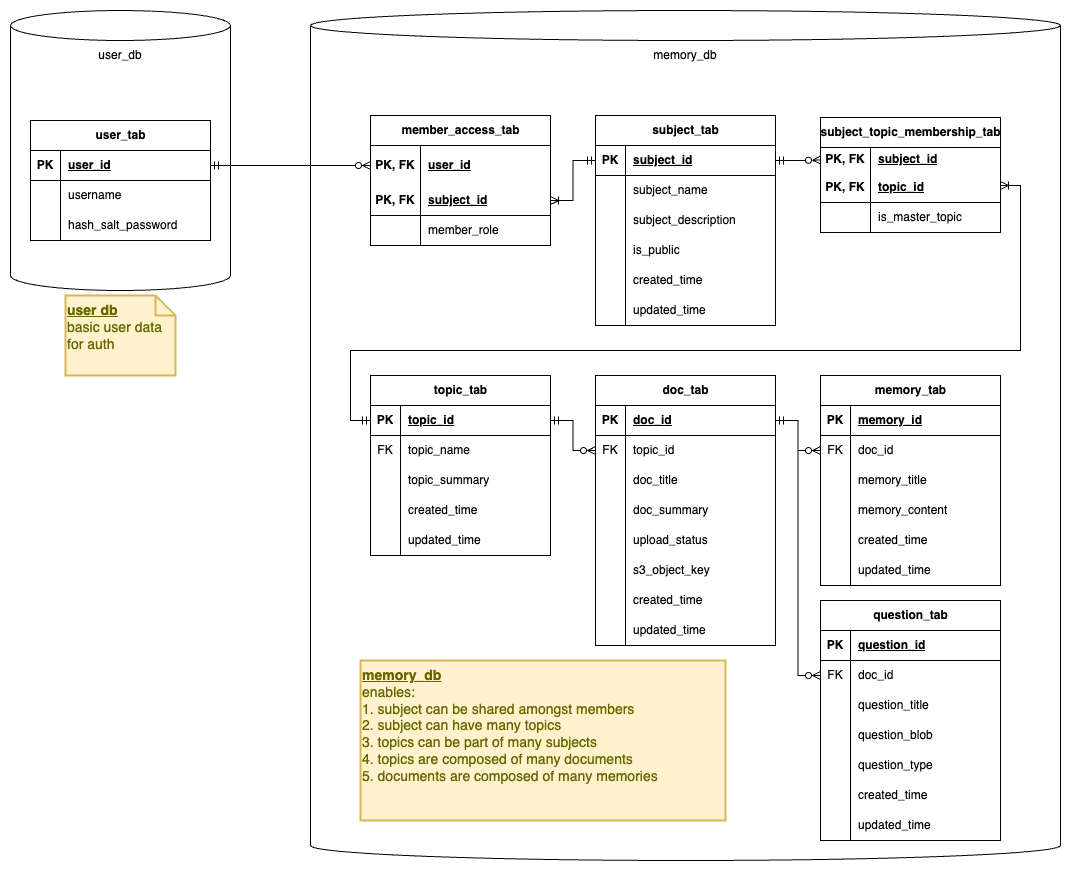 user_db
user_tab
PK user_id
username
hash_salt_password
user db
basic user data
for auth
memory_db
member_access_tab
PK, FK user_id
PK, FK subject_id
member_role
subject_tab
PK subject_id
subject_name
subject_description
is_public
created_time
updated_time
subject_topic_membership_tab
PK, FK subject_id
PK, FK topic_id
is_master_topic
topic_tab
PK topic_id
FK topic_name
topic_summary
created_time
updated_time
doc_tab
PK doc_id
FK topic_id
doc_title
doc_summary
upload_status
s3_object_key
created_time
updated_time
memory_tab
PK memory_id
FK doc_id
memory_title
memory_content
created_time
updated_time
question_tab
PK question_id
FK doc_id
question_title
question_blob
question_type
created_time
updated_time
memory_db
enables:
1. subject can be shared amongst members
2. subject can have many topics
3. topics can be part of many subjects
4. topics are composed of many documents
5. documents are composed of many memories